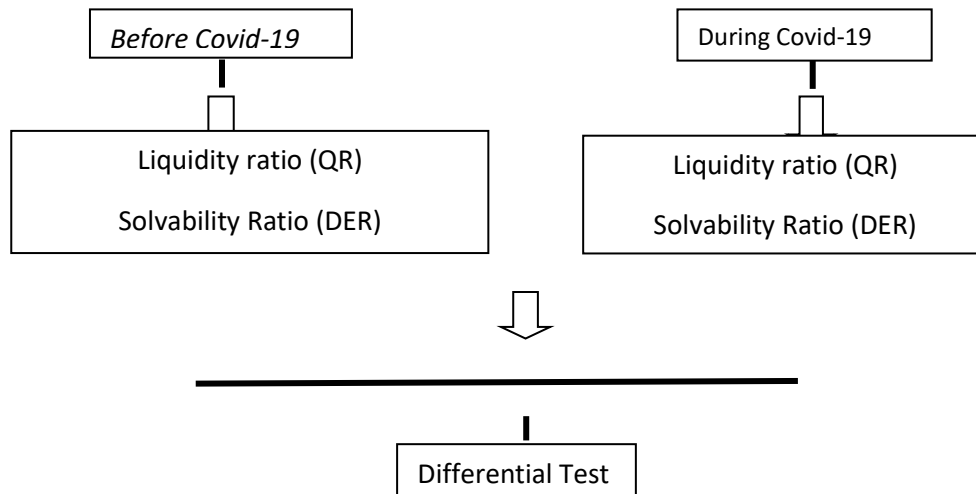 Before Covid-19
During Covid-19
Liquidity ratio (QR)
Solvability Ratio (DER)
Liquidity ratio (QR)
Solvability Ratio (DER)
Differential Test